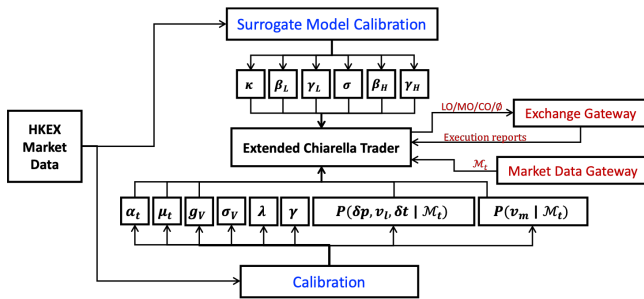 Surrogate Model Calibration
κ β_L γ_L σ β_H γ_H
LO/MO/CO/Ø
Exchange Gateway
HKEX
Market
Data
Extended Chiarella Trader
Execution reports
ℳ_t
Market Data Gateway
α_t μ_t g_V σ_V λ γ P(δp, v_l, δt | ℳ_t) P(v_m | ℳ_t)
Calibration